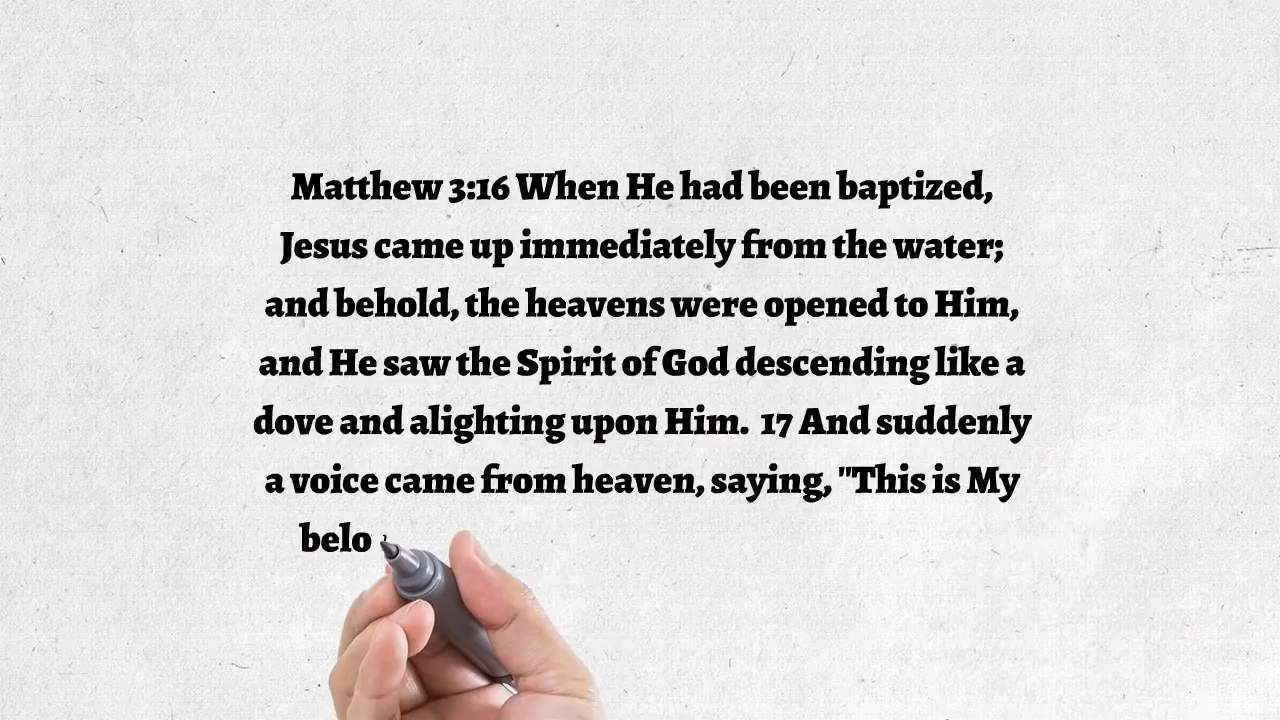 Matthew 3:16 When He had been baptized,
Jesus came up immediately from the water;
and behold, the heavens were opened to Him,
and He saw the Spirit of God descending like a
dove and alighting upon Him. 17 And suddenly
a voice came from heaven, saying, "This is My
belo